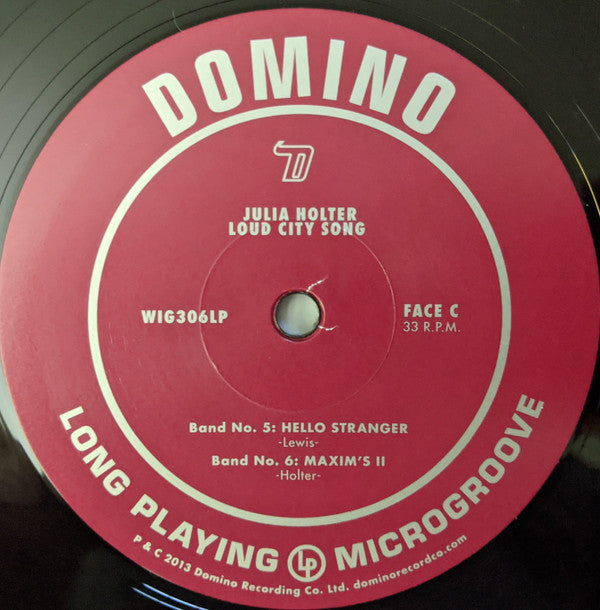 DOMINO
D
JULIA HOLTER
LOUD CITY SONG
WIG306LP
FACE C
33 R.P.M.
Band No. 5: HELLO STRANGER
-Lewis-
Band No. 6: MAXIM'S II
-Holter-
LONG PLAYING LP MICROGROOVE
P & C 2013 Domino Recording Co. Ltd. dominorecordco.com